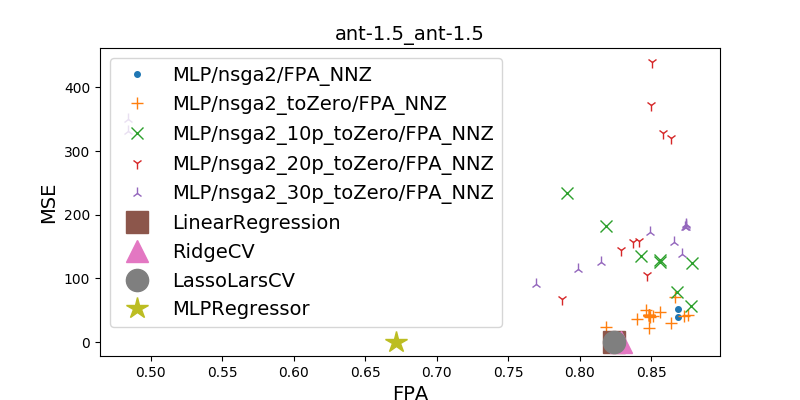 ant-1.5_ant-1.5
MSE
400
300
200
100
0
MLP/nsga2/FPA_NNZ
MLP/nsga2_toZero/FPA_NNZ
MLP/nsga2_10p_toZero/FPA_NNZ
MLP/nsga2_20p_toZero/FPA_NNZ
MLP/nsga2_30p_toZero/FPA_NNZ
LinearRegression
RidgeCV
LassoLarsCV
MLPRegressor
0.50 0.55 0.60 0.65 0.70 0.75 0.80 0.85
FPA